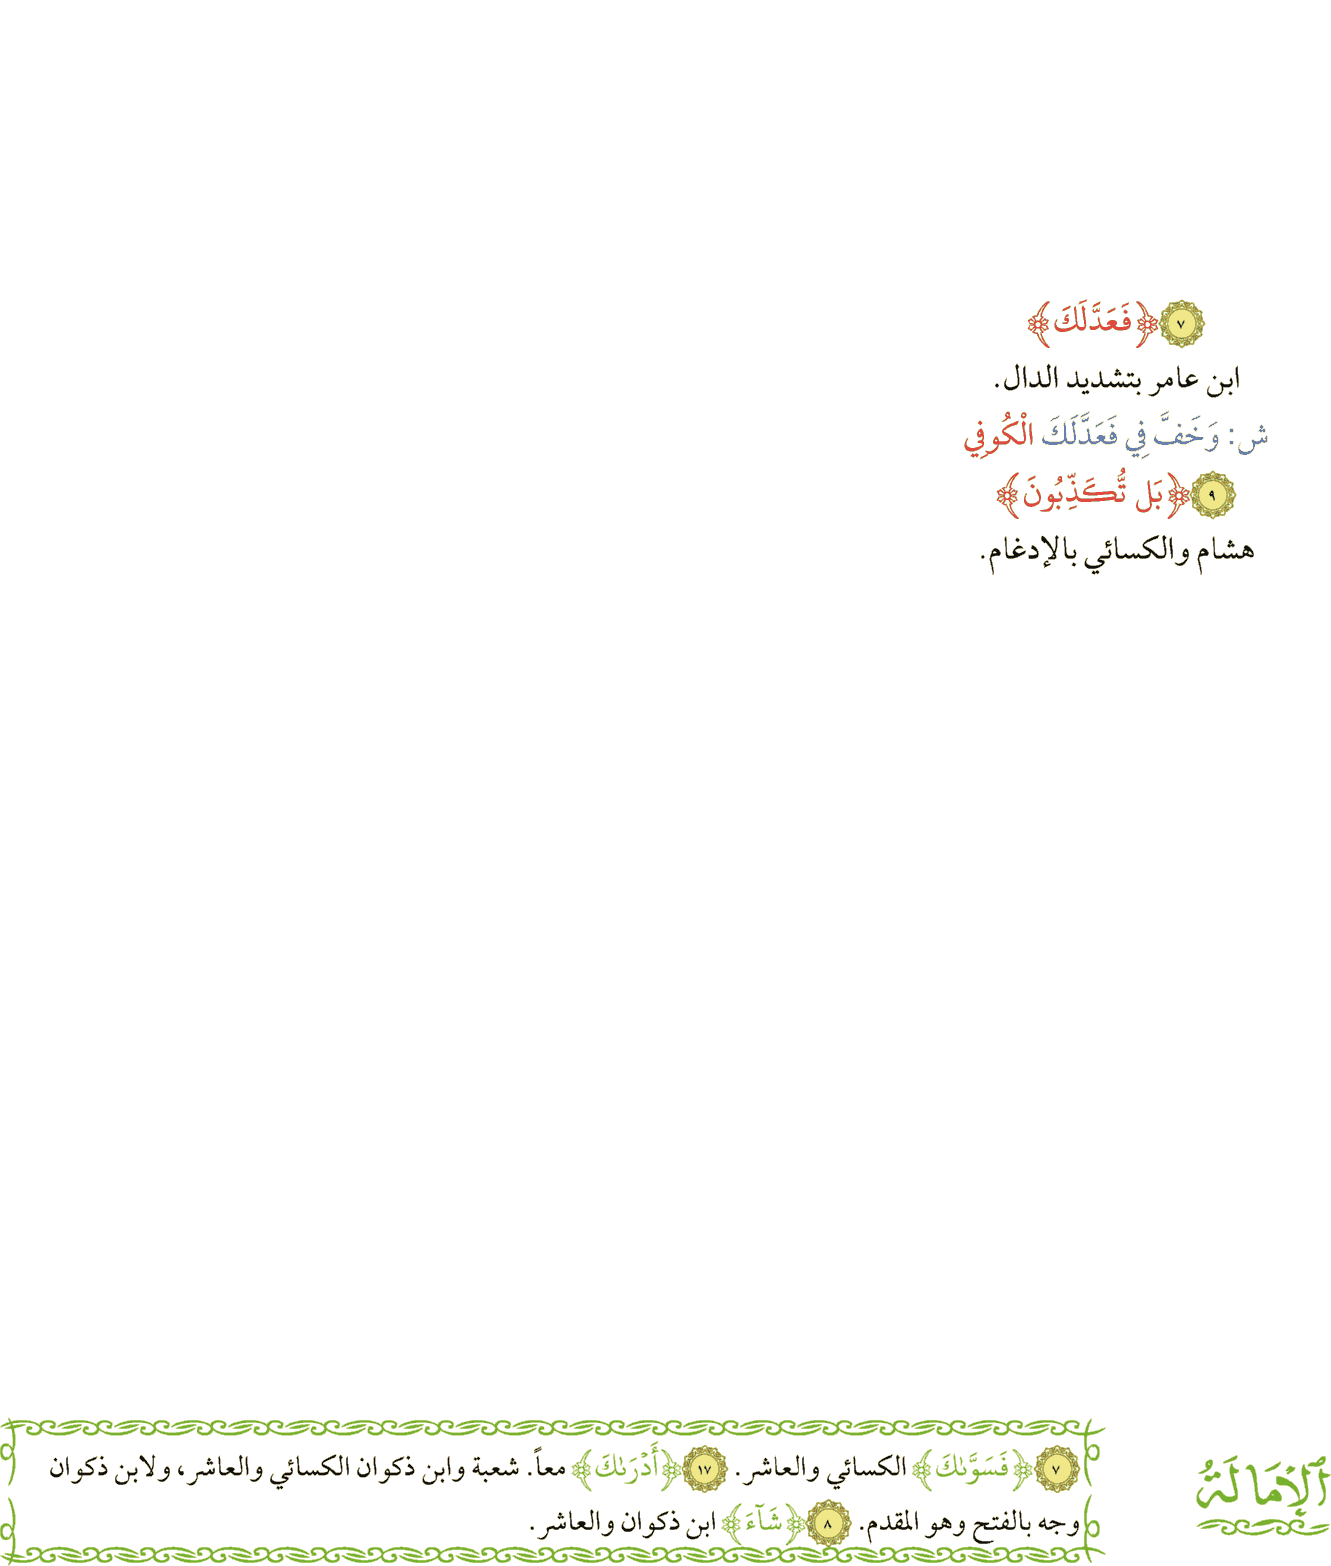 ٧ ﴿فَعَدَّلَكَ﴾
ابن عامر بتشديد الدال.
ش: وَخَفَّ فِي فَعَدَّلَكَ الْكُوفِي
٩ ﴿بَل تُّكَذِّبُونَ﴾
هشام والكسائي بالإدغام.
ٱلْإِمَالَةُ
٧ ﴿فَسَوَّىٰكَ﴾ الكسائي والعاشر. ١٧ ﴿أَدْرَىٰكَ﴾ معاً. شعبة وابن ذكوان الكسائي والعاشر، ولابن ذكوان
وجه بالفتح وهو المقدم. ٨ ﴿شَآءَ﴾ ابن ذكوان والعاشر.